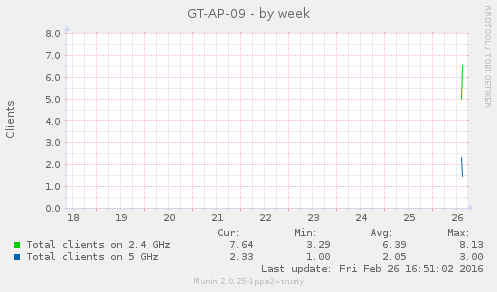 GT-AP-09 - by week
RRDTOOL / TOBI OETIKER
Clients
8.0
7.0
6.0
5.0
4.0
3.0
2.0
1.0
0.0
18 19 20 21 22 23 24 25 26
Cur: Min: Avg: Max:
Total clients on 2.4 GHz 7.64 3.29 6.39 8.13
Total clients on 5 GHz 2.33 1.00 2.05 3.00
Last update: Fri Feb 26 16:51:02 2016
Munin 2.0.25-1ppa2~trusty